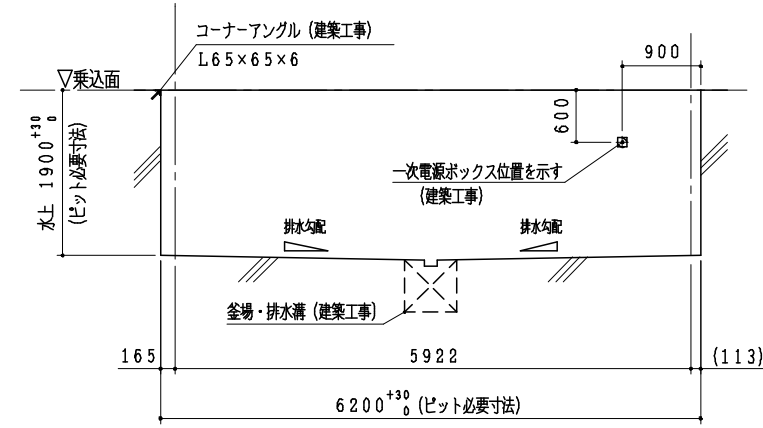 コーナーアングル (建築工事)
L65×65×6
▽乗込面
900
600
水上 1900 +30 0
(ピット必要寸法)
一次電源ボックス位置を示す
(建築工事)
排水勾配
排水勾配
釜場・排水溝 (建築工事)
165
5922
(113)
6200 +30 0 (ピット必要寸法)